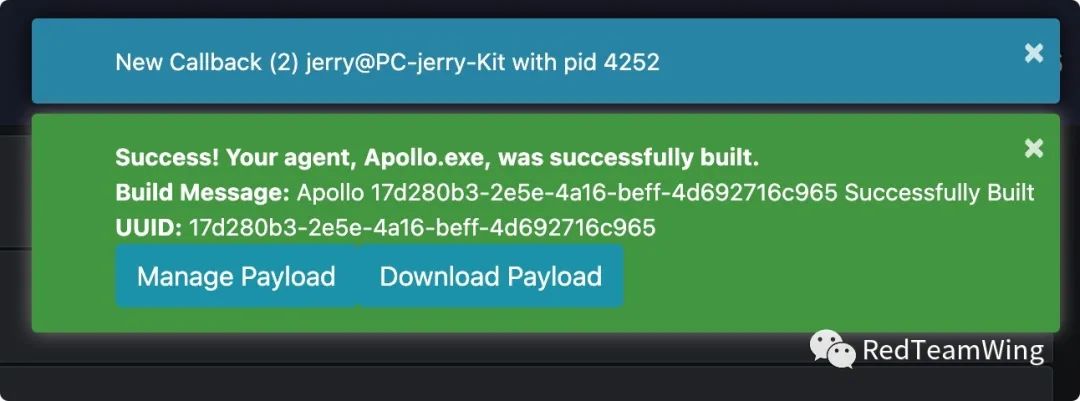 New Callback (2) jerry@PC-jerry-Kit with pid 4252
Success! Your agent, Apollo.exe, was successfully built.
Build Message: Apollo 17d280b3-2e5e-4a16-beff-4d692716c965 Successfully Built
UUID: 17d280b3-2e5e-4a16-beff-4d692716c965
Manage Payload Download Payload
RedTeamWing